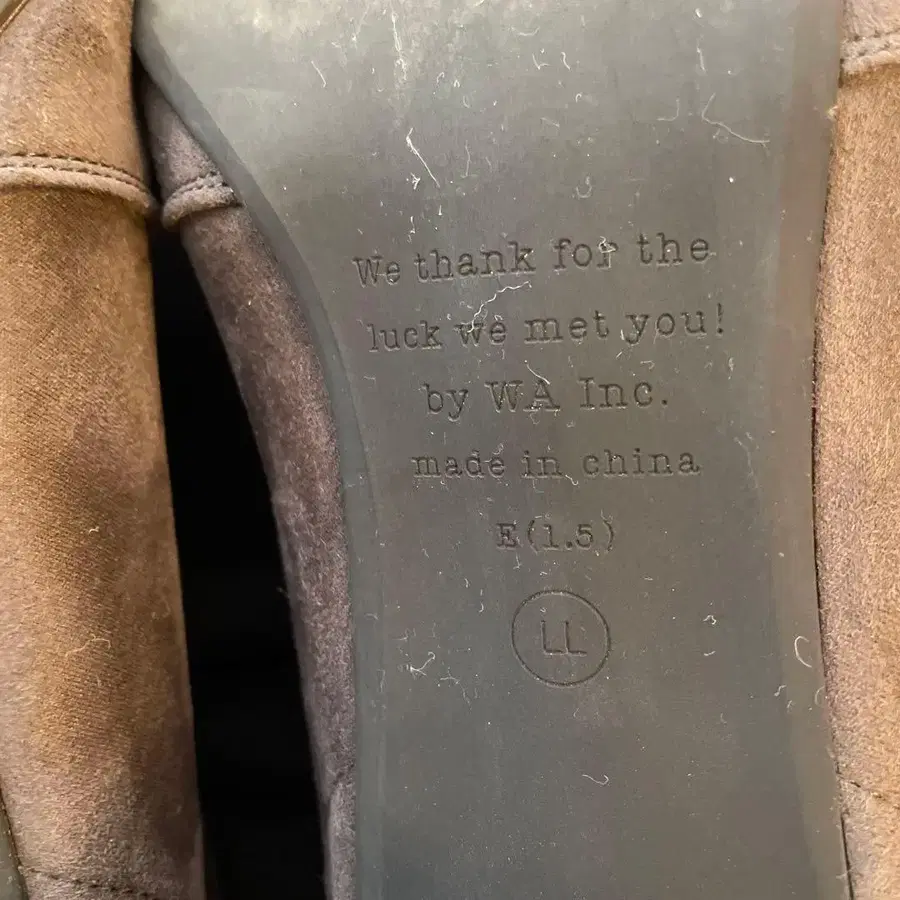 We thank for the
luck we met you!
by WA Inc.
made in china
E(1.5)
LL